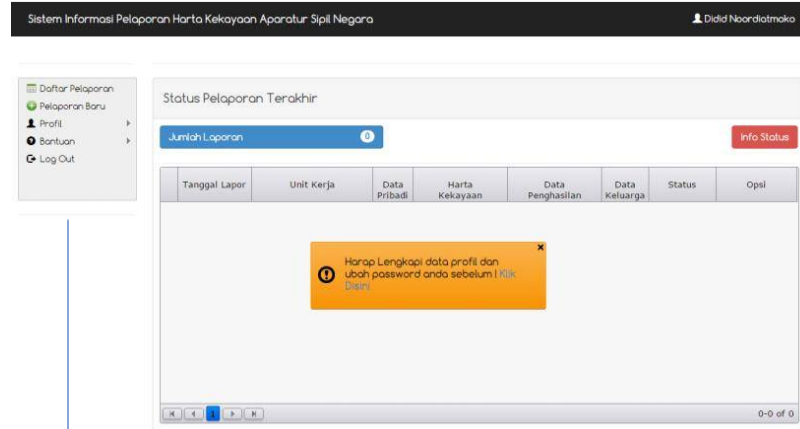 Sistem Informasi Pelaporan Harta Kekayaan Aparatur Sipil Negara
Didid Noordiatmoko
Daftar Pelaporan
Pelaporan Baru
Profil
Bantuan
Log Out
Status Pelaporan Terakhir
Jumlah Laporan 0
Info Status
Tanggal Lapor
Unit Kerja
Data
Pribadi
Harta
Kekayaan
Data
Penghasilan
Data
Keluarga
Status
Opsi
Harap Lengkapi data profil dan
ubah password anda sebelum | Klik
Disini
1
0-0 of 0